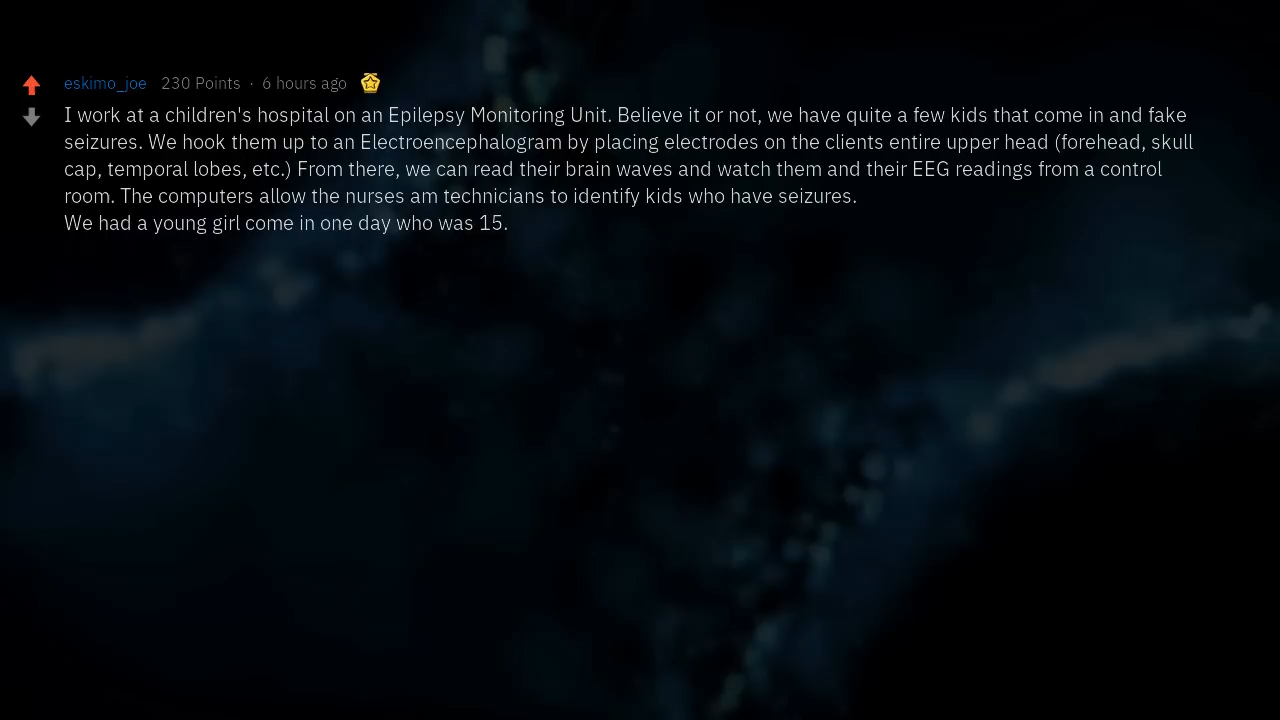 eskimo_joe 230 Points · 6 hours ago
I work at a children's hospital on an Epilepsy Monitoring Unit. Believe it or not, we have quite a few kids that come in and fake
seizures. We hook them up to an Electroencephalogram by placing electrodes on the clients entire upper head (forehead, skull
cap, temporal lobes, etc.) From there, we can read their brain waves and watch them and their EEG readings from a control
room. The computers allow the nurses am technicians to identify kids who have seizures.
We had a young girl come in one day who was 15.